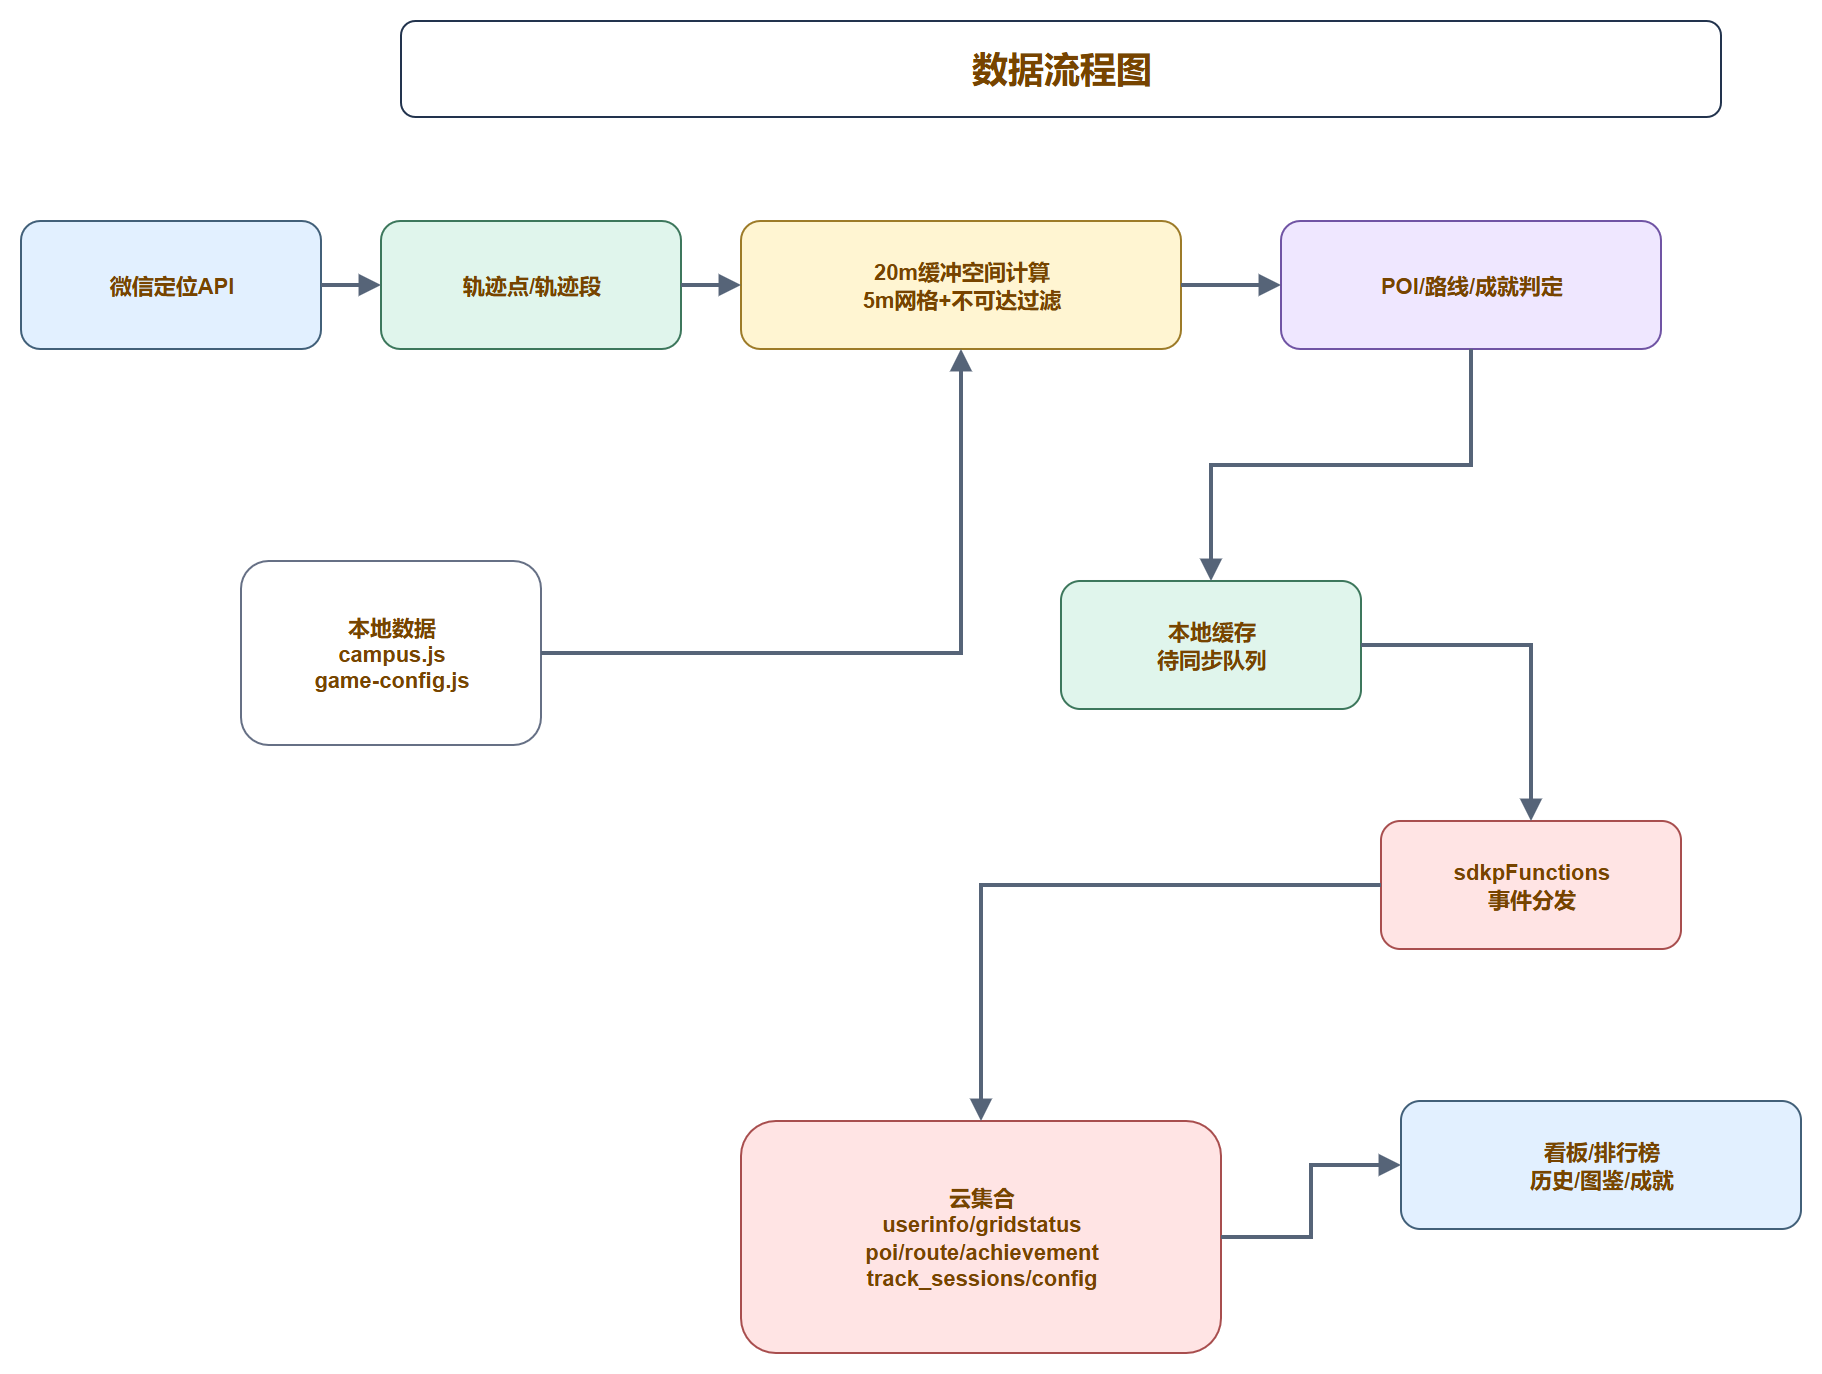 数据流程图
微信定位API
轨迹点/轨迹段
20m缓冲空间计算
5m网格+不可达过滤
POI/路线/成就判定
本地数据
campus.js
game-config.js
本地缓存
待同步队列
sdkpFunctions
事件分发
云集合
userinfo/gridstatus
poi/route/achievement
track_sessions/config
看板/排行榜
历史/图鉴/成就